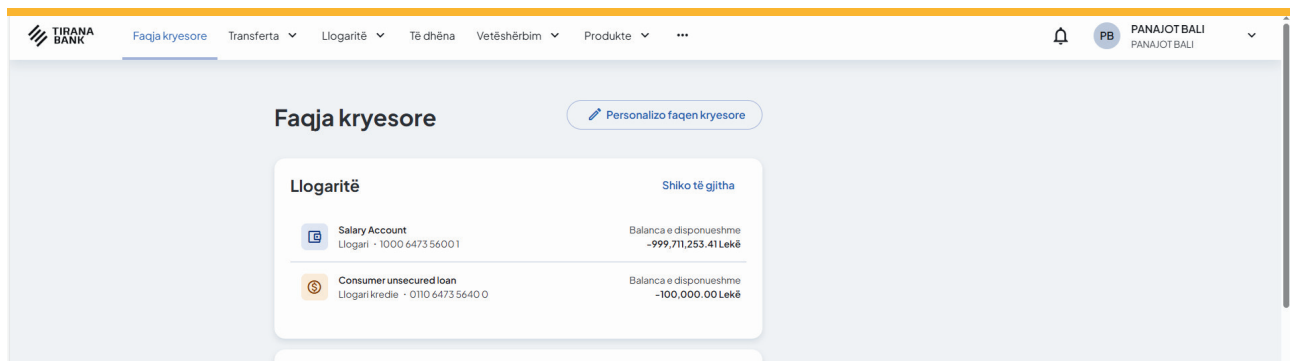 TIRANA BANK
Faqja kryesore
Transferta
Llogaritë
Të dhëna
Vetëshërbim
Produkte
PB
PANAJOT BALI
PANAJOT BALI
Faqja kryesore
Personalizo faqen kryesore
Llogaritë
Shiko të gjitha
Salary Account
Llogari · 1000 6473 5600 1
Balanca e disponueshme
-999,711,253.41 Lekë
Consumer unsecured loan
Llogari kredie · 0110 6473 5640 0
Balanca e disponueshme
-100,000.00 Lekë